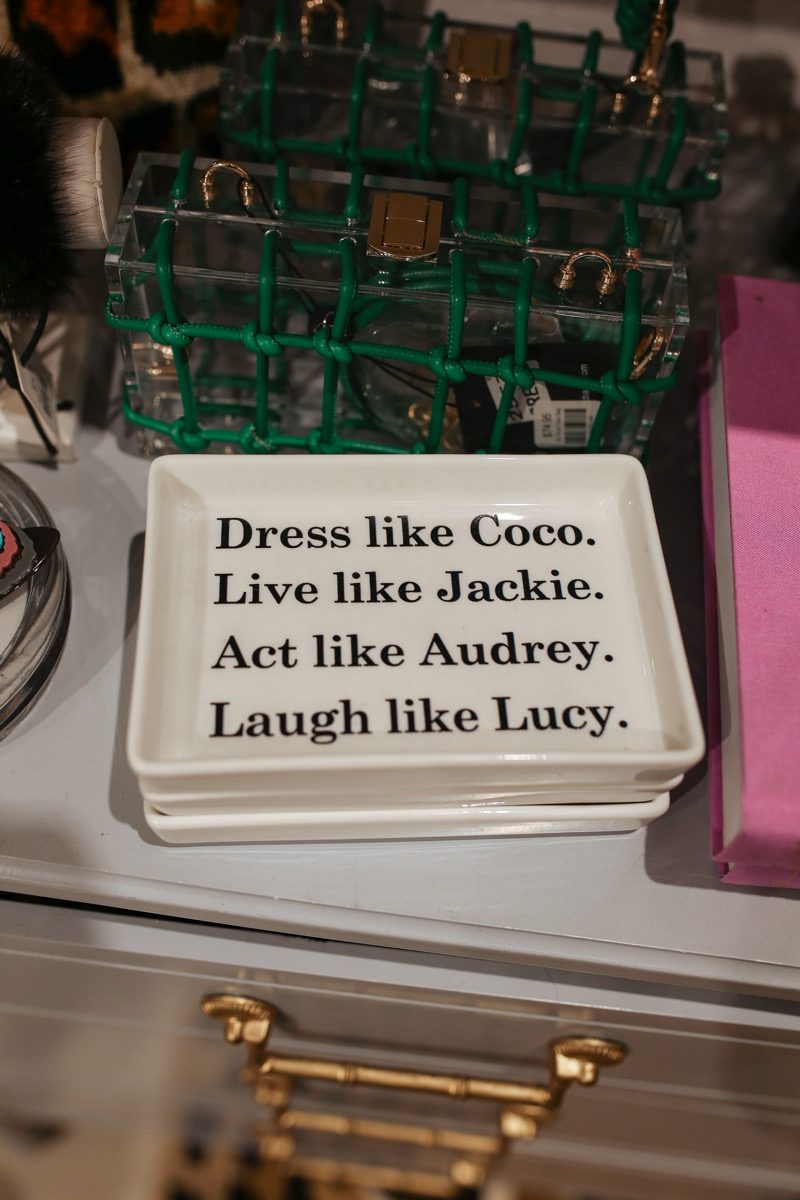 Dress like Coco.
Live like Jackie.
Act like Audrey.
Laugh like Lucy.